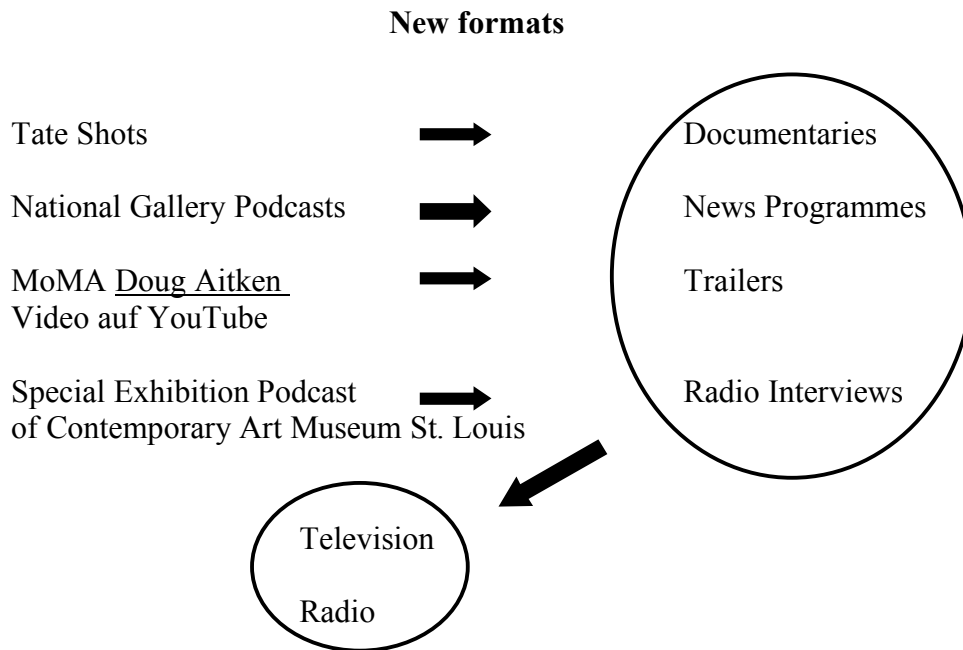 New formats
Tate Shots
Documentaries
National Gallery Podcasts
News Programmes
MoMA Doug Aitken
Trailers
Video auf YouTube
Special Exhibition Podcast
Radio Interviews
of Contemporary Art Museum St. Louis
Television
Radio